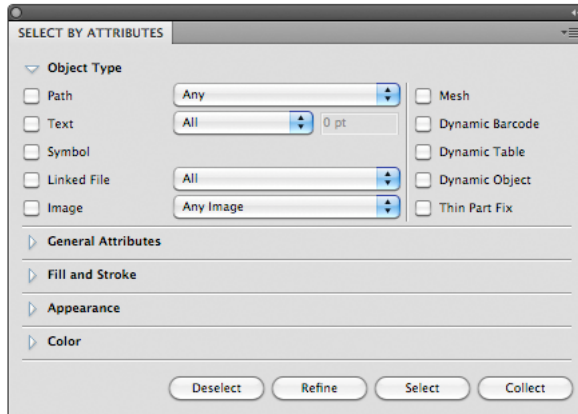 SELECT BY ATTRIBUTES
Object Type
Path Any Mesh
Text All 0 pt Dynamic Barcode
Symbol Dynamic Table
Linked File All Dynamic Object
Image Any Image Thin Part Fix
General Attributes
Fill and Stroke
Appearance
Color
Deselect Refine Select Collect